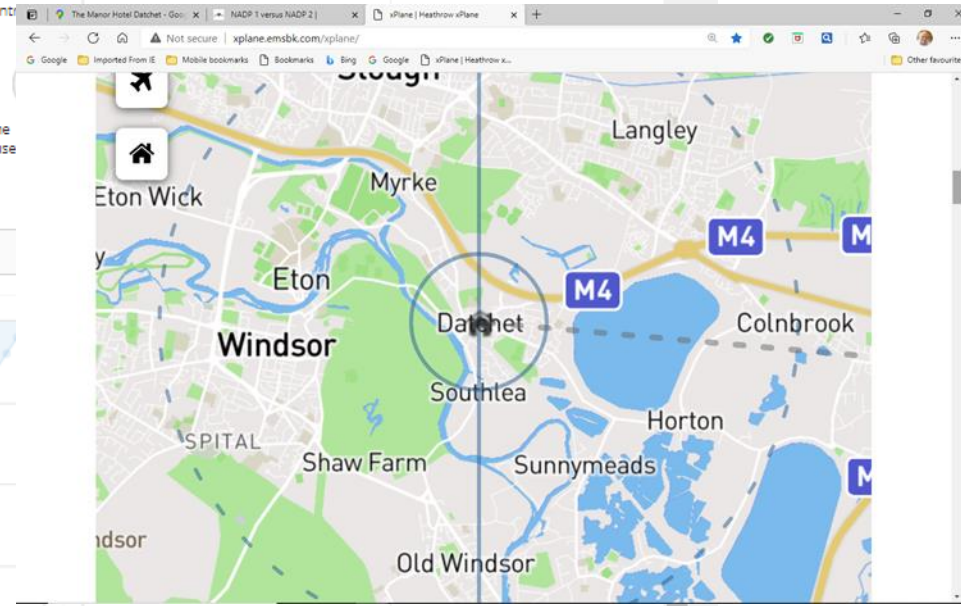 The Manor Hotel Datchet - Goo
NADP 1 versus NADP 2 |
xPlane | Heathrow xPlane
Not secure | xplane.emsbk.com/xplane/
Google
Imported From IE
Mobile bookmarks
Bookmarks
Bing
Google
xPlane | Heathrow x...
Other favourite
Slough
Langley
Myrke
Eton Wick
M4
M
Eton
M4
Datchet
Colnbrook
Windsor
Southlea
Horton
SPITAL
Shaw Farm
Sunnymeads
M
ndsor
Old Windsor